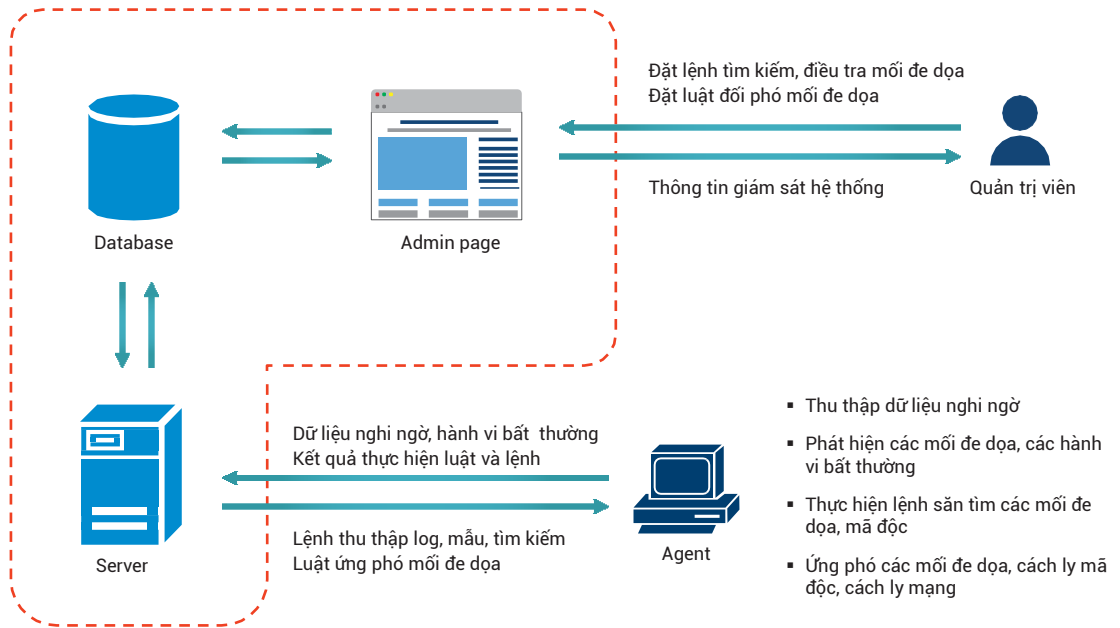 Đặt lệnh tìm kiếm, điều tra mối đe dọa
Đặt luật đối phó mối đe dọa
Thông tin giám sát hệ thống
Quản trị viên
Database
Admin page
Dữ liệu nghi ngờ, hành vi bất thường
Kết quả thực hiện luật và lệnh
Lệnh thu thập log, mẫu, tìm kiếm
Luật ứng phó mối đe dọa
Server
Agent
▪ Thu thập dữ liệu nghi ngờ
▪ Phát hiện các mối đe dọa, các hành
vi bất thường
▪ Thực hiện lệnh săn tìm các mối đe
dọa, mã độc
▪ Ứng phó các mối đe dọa, cách ly mã
độc, cách ly mạng